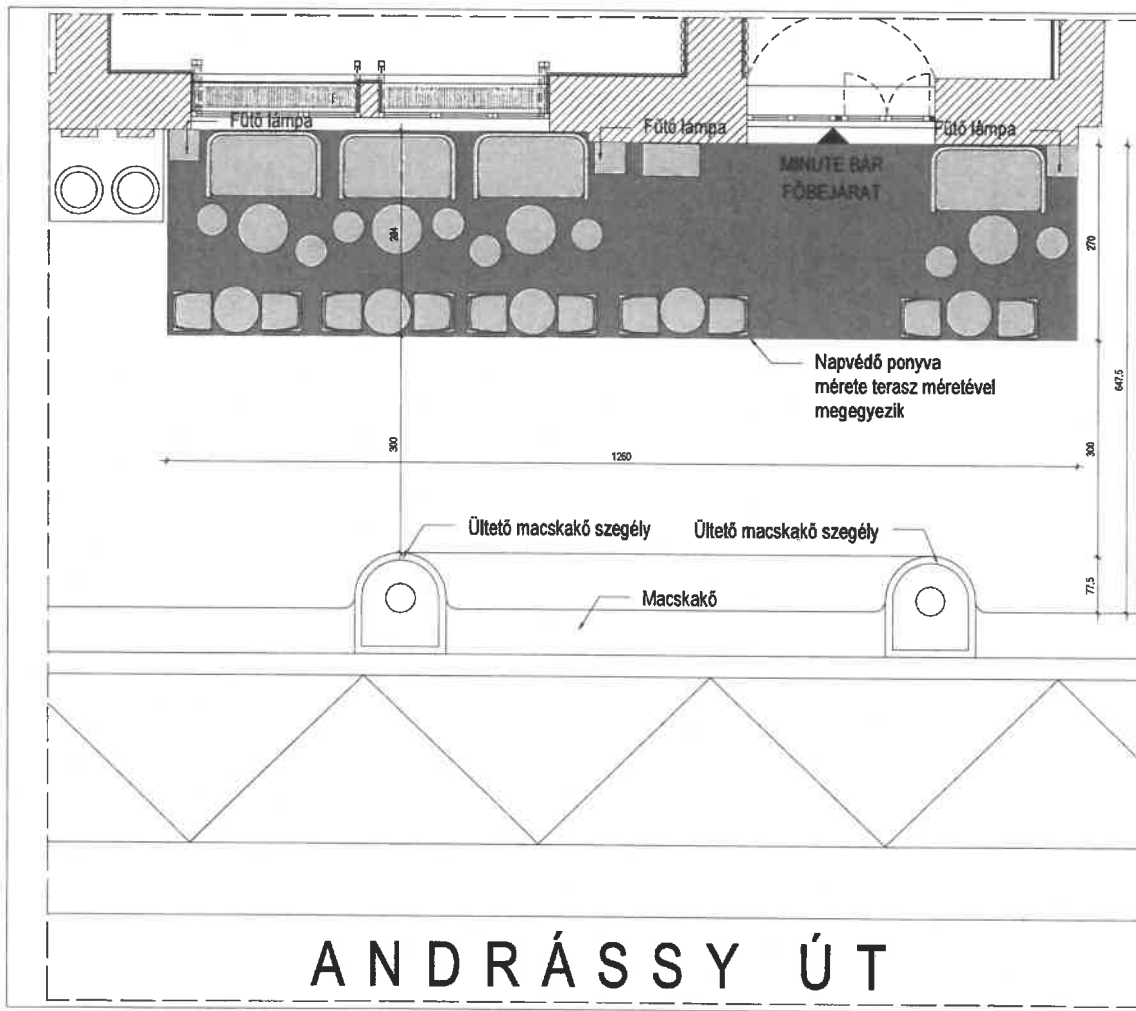 Fűtő lámpa
Fűtő lámpa
Fűtő lámpa
MINUTE BÁR
FŐBEJÁRAT
284
270
Napvédő ponyva
mérete terasz méretével
megegyezik
647,5
300
1260
300
Ültető macskakő szegély
Ültető macskakő szegély
Macskakő
77,5
ANDRÁSSY ÚT